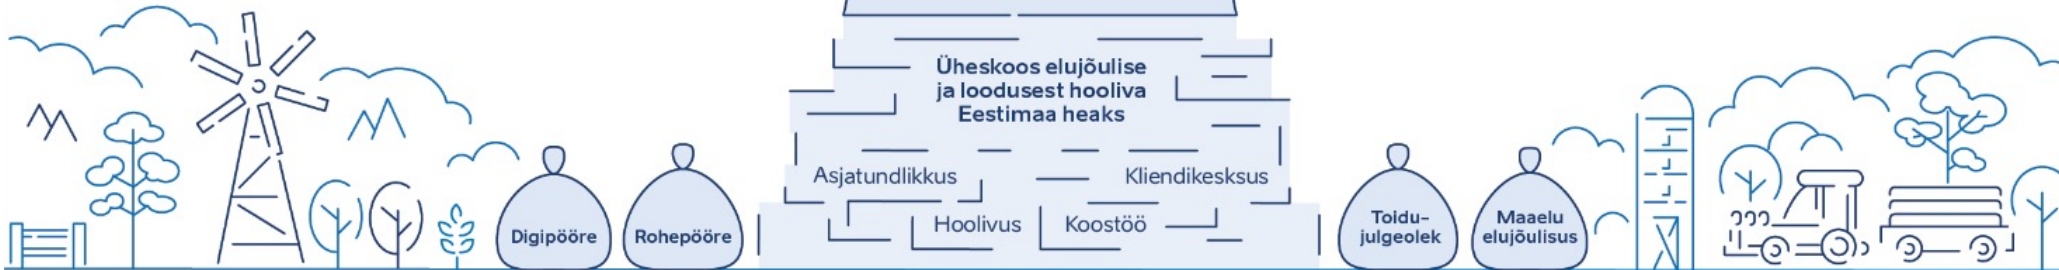 Üheskoos elujõulise
ja loodusest hooliva
Eestimaa heaks
Asjatundlikkus
Kliendikesksus
Hoolivus
Koostöö
Digipööre
Rohepööre
Toidu-
julgeolek
Maaelu
elujõulisus